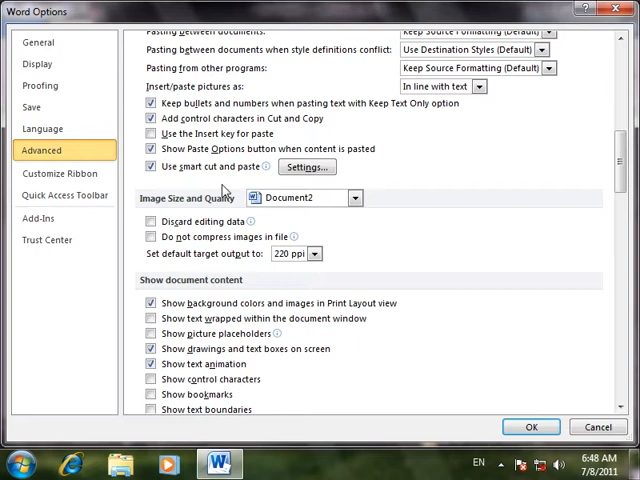 Word Options
General
Display
Proofing
Save
Language
Advanced
Customize Ribbon
Quick Access Toolbar
Add-Ins
Trust Center
Pasting between documents: Keep Source Formatting (Default)
Pasting between documents when style definitions conflict: Use Destination Styles (Default)
Pasting from other programs: Keep Source Formatting (Default)
Insert/paste pictures as: In line with text
Keep bullets and numbers when pasting text with Keep Text Only option
Add control characters in Cut and Copy
Use the Insert key for paste
Show Paste Options button when content is pasted
Use smart cut and paste Settings...
Image Size and Quality Document2
Discard editing data
Do not compress images in file
Set default target output to: 220 ppi
Show document content
Show background colors and images in Print Layout view
Show text wrapped within the document window
Show picture placeholders
Show drawings and text boxes on screen
Show text animation
Show control characters
Show bookmarks
Show text boundaries
OK Cancel
EN 6:48 AM
7/8/2011